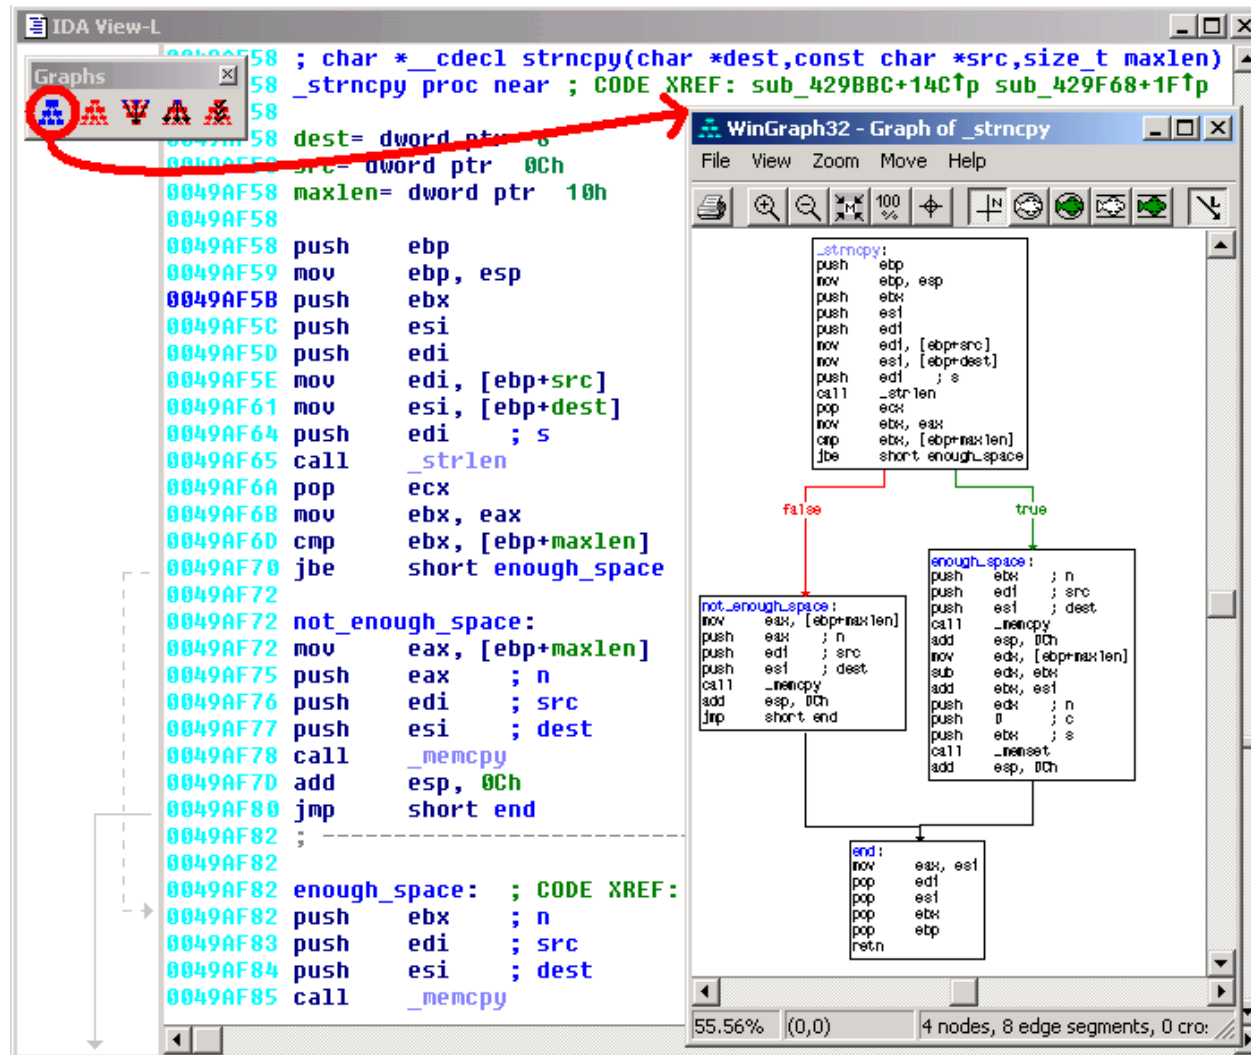 IDA View-L
Graphs
58 ; char *__cdecl strncpy(char *dest,const char *src,size_t maxlen)
58 _strncpy proc near ; CODE XREF: sub_429BBC+14C↑p sub_429F68+1F↑p
58
58 dest= dword ptr 8
src= dword ptr 0Ch
0049AF58 maxlen= dword ptr 10h
0049AF58
0049AF58 push ebp
0049AF59 mov ebp, esp
0049AF5B push ebx
0049AF5C push esi
0049AF5D push edi
0049AF5E mov edi, [ebp+src]
0049AF61 mov esi, [ebp+dest]
0049AF64 push edi ; s
0049AF65 call _strlen
0049AF6A pop ecx
0049AF6B mov ebx, eax
0049AF6D cmp ebx, [ebp+maxlen]
0049AF70 jbe short enough_space
0049AF72
0049AF72 not_enough_space:
0049AF72 mov eax, [ebp+maxlen]
0049AF75 push eax ; n
0049AF76 push edi ; src
0049AF77 push esi ; dest
0049AF78 call _memcpy
0049AF7D add esp, 0Ch
0049AF80 jmp short end
0049AF82 ; ---------------------------
0049AF82
0049AF82 enough_space: ; CODE XREF:
0049AF82 push ebx ; n
0049AF83 push edi ; src
0049AF84 push esi ; dest
0049AF85 call _memcpy
WinGraph32 - Graph of _strncpy
File View Zoom Move Help
M 100 % N
_strncpy:
push ebp
mov ebp, esp
push ebx
push esi
push edi
mov edi, [ebp+src]
mov esi, [ebp+dest]
push edi ; s
call _strlen
pop ecx
mov ebx, eax
cmp ebx, [ebp+maxlen]
jbe short enough_space
false
true
not_enough_space:
mov eax, [ebp+maxlen]
push eax ; n
push edi ; src
push esi ; dest
call _memcpy
add esp, 0Ch
jmp short end
enough_space:
push ebx ; n
push edi ; src
push esi ; dest
call _memcpy
add esp, 0Ch
mov edx, [ebp+maxlen]
sub edx, ebx
add ebx, esi
push edx ; n
push 0 ; c
push ebx ; s
call _memset
add esp, 0Ch
end:
mov eax, esi
pop edi
pop esi
pop ebx
pop ebp
retn
55.56% (0,0) 4 nodes, 8 edge segments, 0 cro: